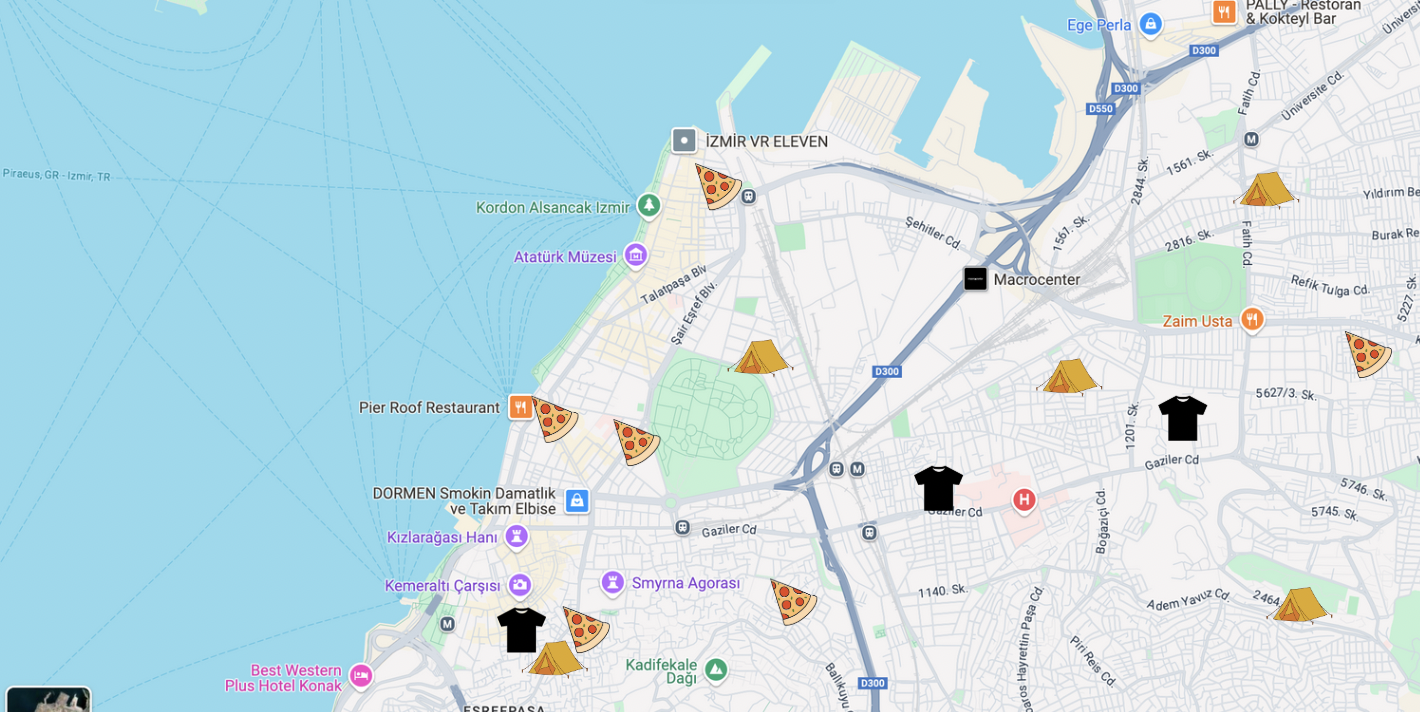 PALLY - Restoran
& Kokteyl Bar
Ege Perla
D300
Üniversite
D300
D550
Fatih Cd.
Üniversite Cd.
İZMİR VR ELEVEN
M
1561. Sk.
2844. Sk.
Piraeus, GR - Izmir, TR
Yıldırım Be
Kordon Alsancak Izmir
Şehitler Cd.
1561. Sk.
2816. Sk.
Fatih Cd.
Burak Re
Atatürk Müzesi
Talatpaşa Blv
Macrocenter
Refik Tulga Cd.
5227. Sk.
Şair Eşref Blv.
Zaim Usta
D300
5627/3. Sk.
Pier Roof Restaurant
1201. Sk.
Gaziler Cd
M
DORMEN Smokin Damatlık
ve Takım Elbise
H
5746. Sk.
5745. Sk.
Gaziler Cd
Boğaziçi Cd.
Gaziler Cd
Kızlarağası Hanı
Kemeraltı Çarşısı
Smyrna Agorası
1140. Sk.
Adem Yavuz Cd.
2464
M
os Hayrettin Paşa Cd.
Piri Reis Cd.
Best Western
Plus Hotel Konak
Kadifekale
Dağı
Ballıkuyu
D300
EŞREFPAŞA